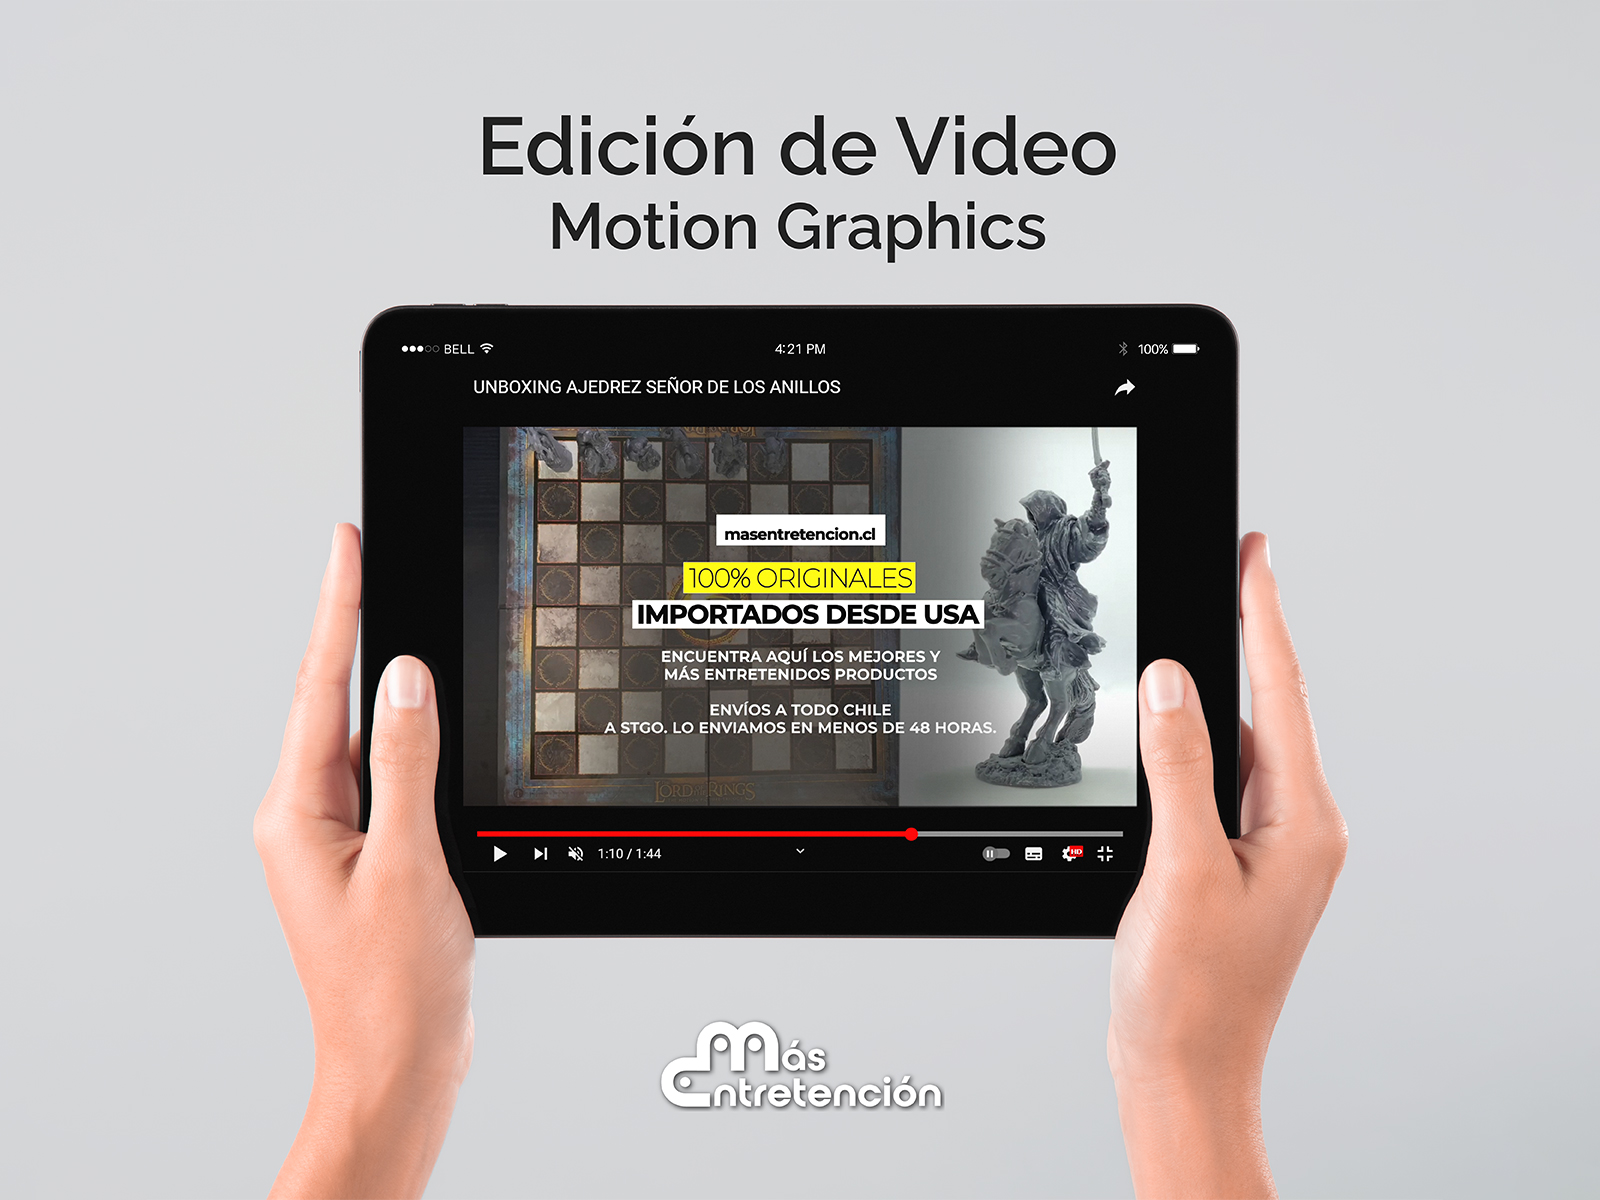 Edición de Video
Motion Graphics
BELL
4:21 PM
100%
UNBOXING AJEDREZ SEÑOR DE LOS ANILLOS
masentretencion.cl
100% ORIGINALES
IMPORTADOS DESDE USA
ENCUENTRA AQUÍ LOS MEJORES Y
MÁS ENTRETENIDOS PRODUCTOS
ENVÍOS A TODO CHILE
A STGO. LO ENVIAMOS EN MENOS DE 48 HORAS.
LORD OF THE RINGS
1:10 / 1:44
HD
Más
Entretención